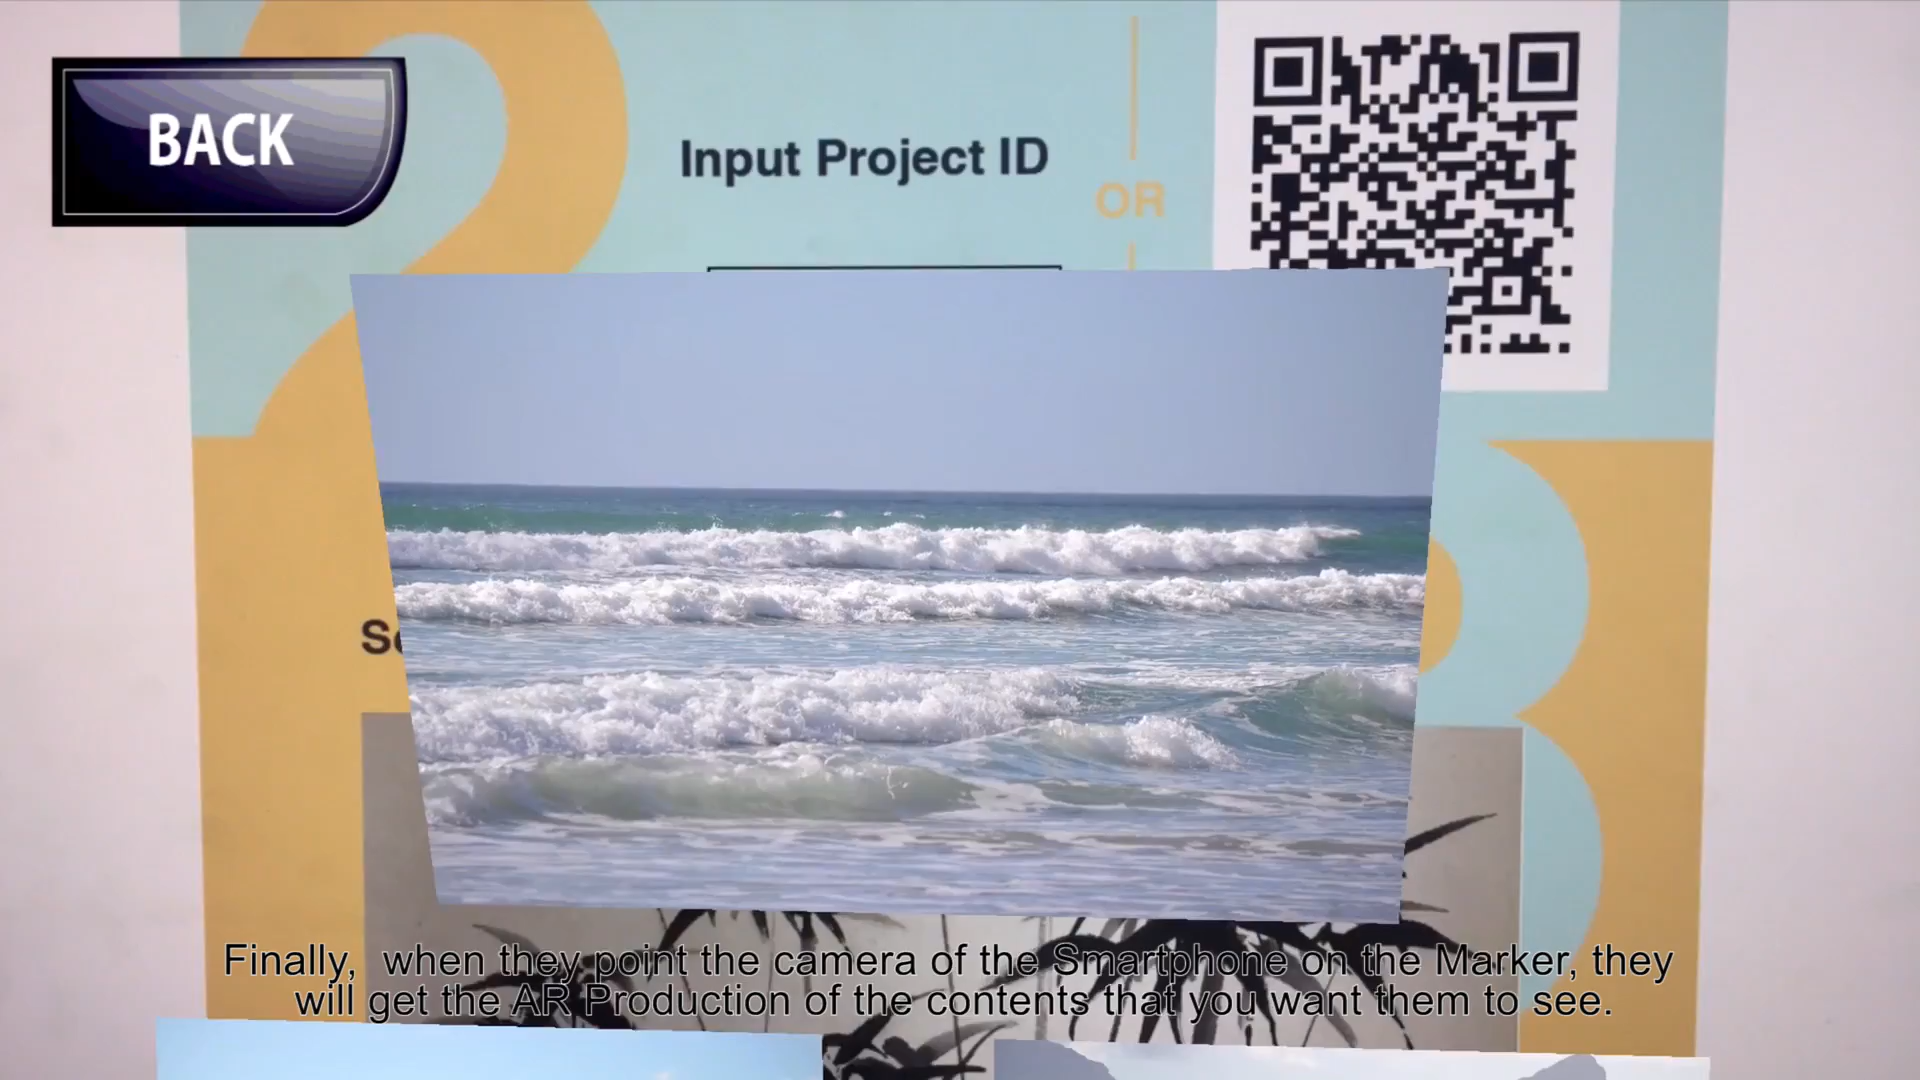 BACK
Input Project ID
OR
Finally, when they point the camera of the Smartphone on the Marker, they
will get the AR Production of the contents that you want them to see.